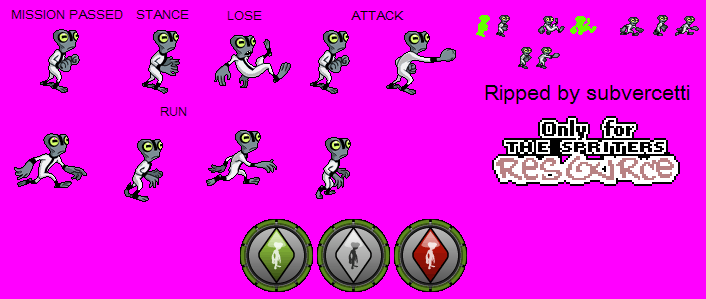 MISSION PASSED STANCE LOSE ATTACK
RUN
Ripped by subvercetti
Only for
THE SPRITERS
RESOURCE